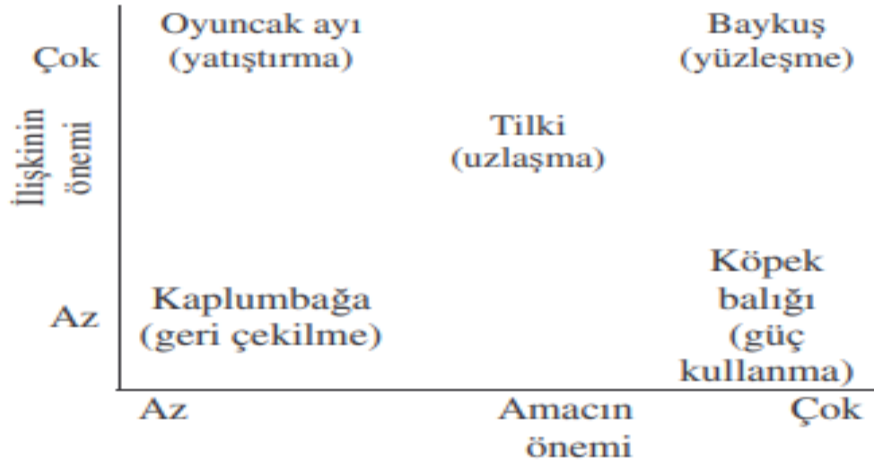 Oyuncak ayı
(yatıştırma)
Baykuş
(yüzleşme)
Çok
İlişkinin
önemi
Tilki
(uzlaşma)
Az
Kaplumbağa
(geri çekilme)
Köpek
balığı
(güç
kullanma)
Az
Amacın
önemi
Çok